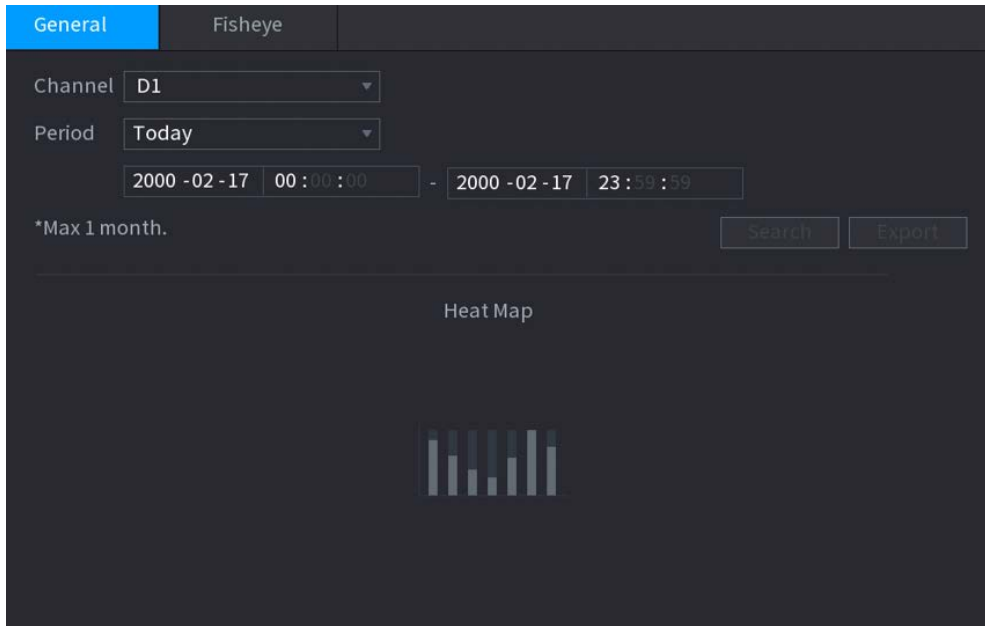 General Fisheye
Channel D1
Period Today
2000 -02 -17 00 :00 :00 - 2000 -02 -17 23 :59 :59
*Max 1 month. Search Export
Heat Map